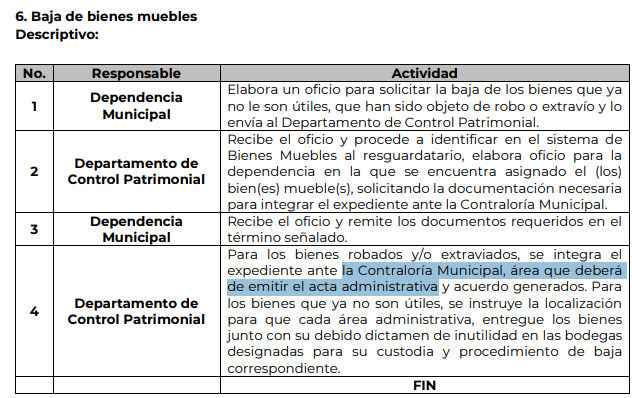 6. Baja de bienes muebles
Descriptivo:
No. Responsable Actividad
1 Dependencia Municipal Elabora un oficio para solicitar la baja de los bienes que ya
no le son útiles, que han sido objeto de robo o extravío y lo
envía al Departamento de Control Patrimonial.
2 Departamento de Control Patrimonial Recibe el oficio y procede a identificar en el sistema de
Bienes Muebles al resguardatario, elabora oficio para la
dependencia en la que se encuentra asignado el (los)
bien(es) mueble(s), solicitando la documentación necesaria
para integrar el expediente ante la Contraloría Municipal.
3 Dependencia Municipal Recibe el oficio y remite los documentos requeridos en el
término señalado.
4 Departamento de Control Patrimonial Para los bienes robados y/o extraviados, se integra el
expediente ante la Contraloría Municipal, área que deberá
de emitir el acta administrativa y acuerdo generados. Para
los bienes que ya no son útiles, se instruye la localización
para que cada área administrativa, entregue los bienes
junto con su debido dictamen de inutilidad en las bodegas
designadas para su custodia y procedimiento de baja
correspondiente.
FIN